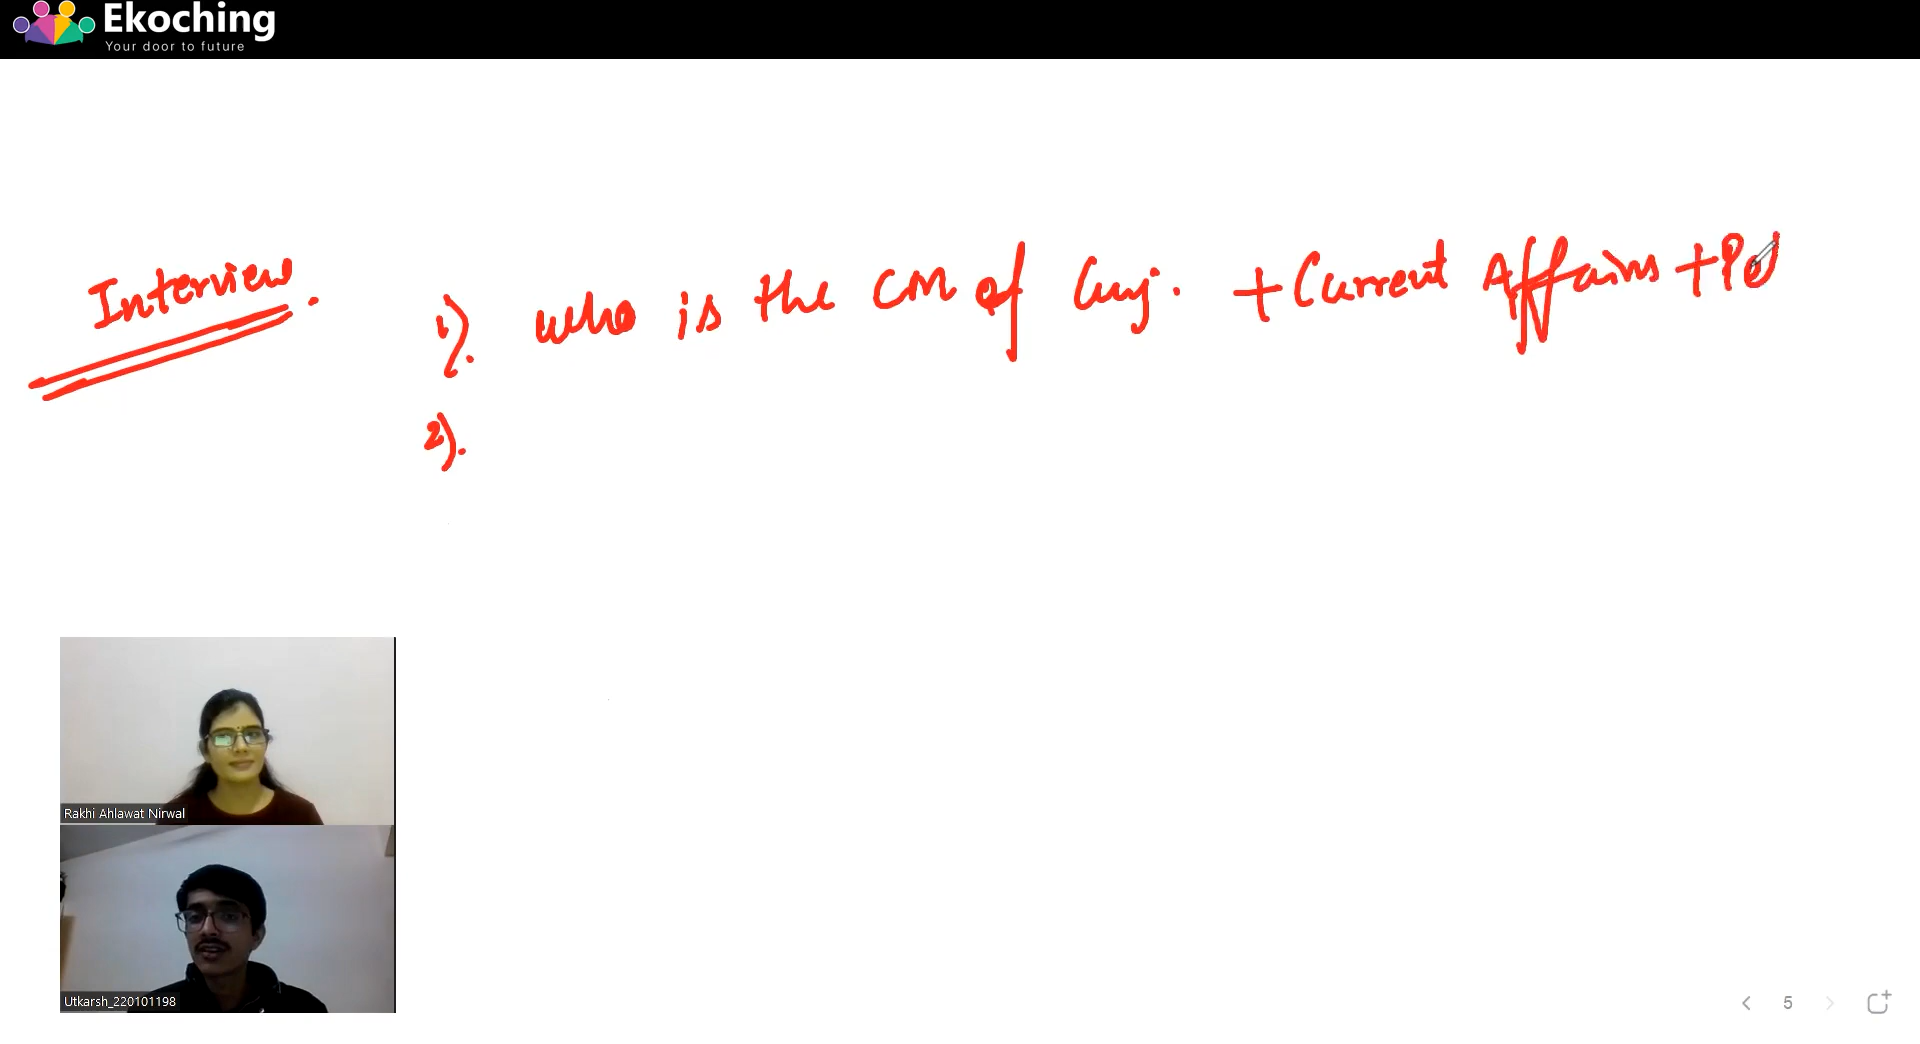 Ekoching
Your door to future
Interview.
1). who is the CM of Guj. + Current Affairs +
2).
Rakhi Ahlawat Nirwal
Utkarsh_220101198
5